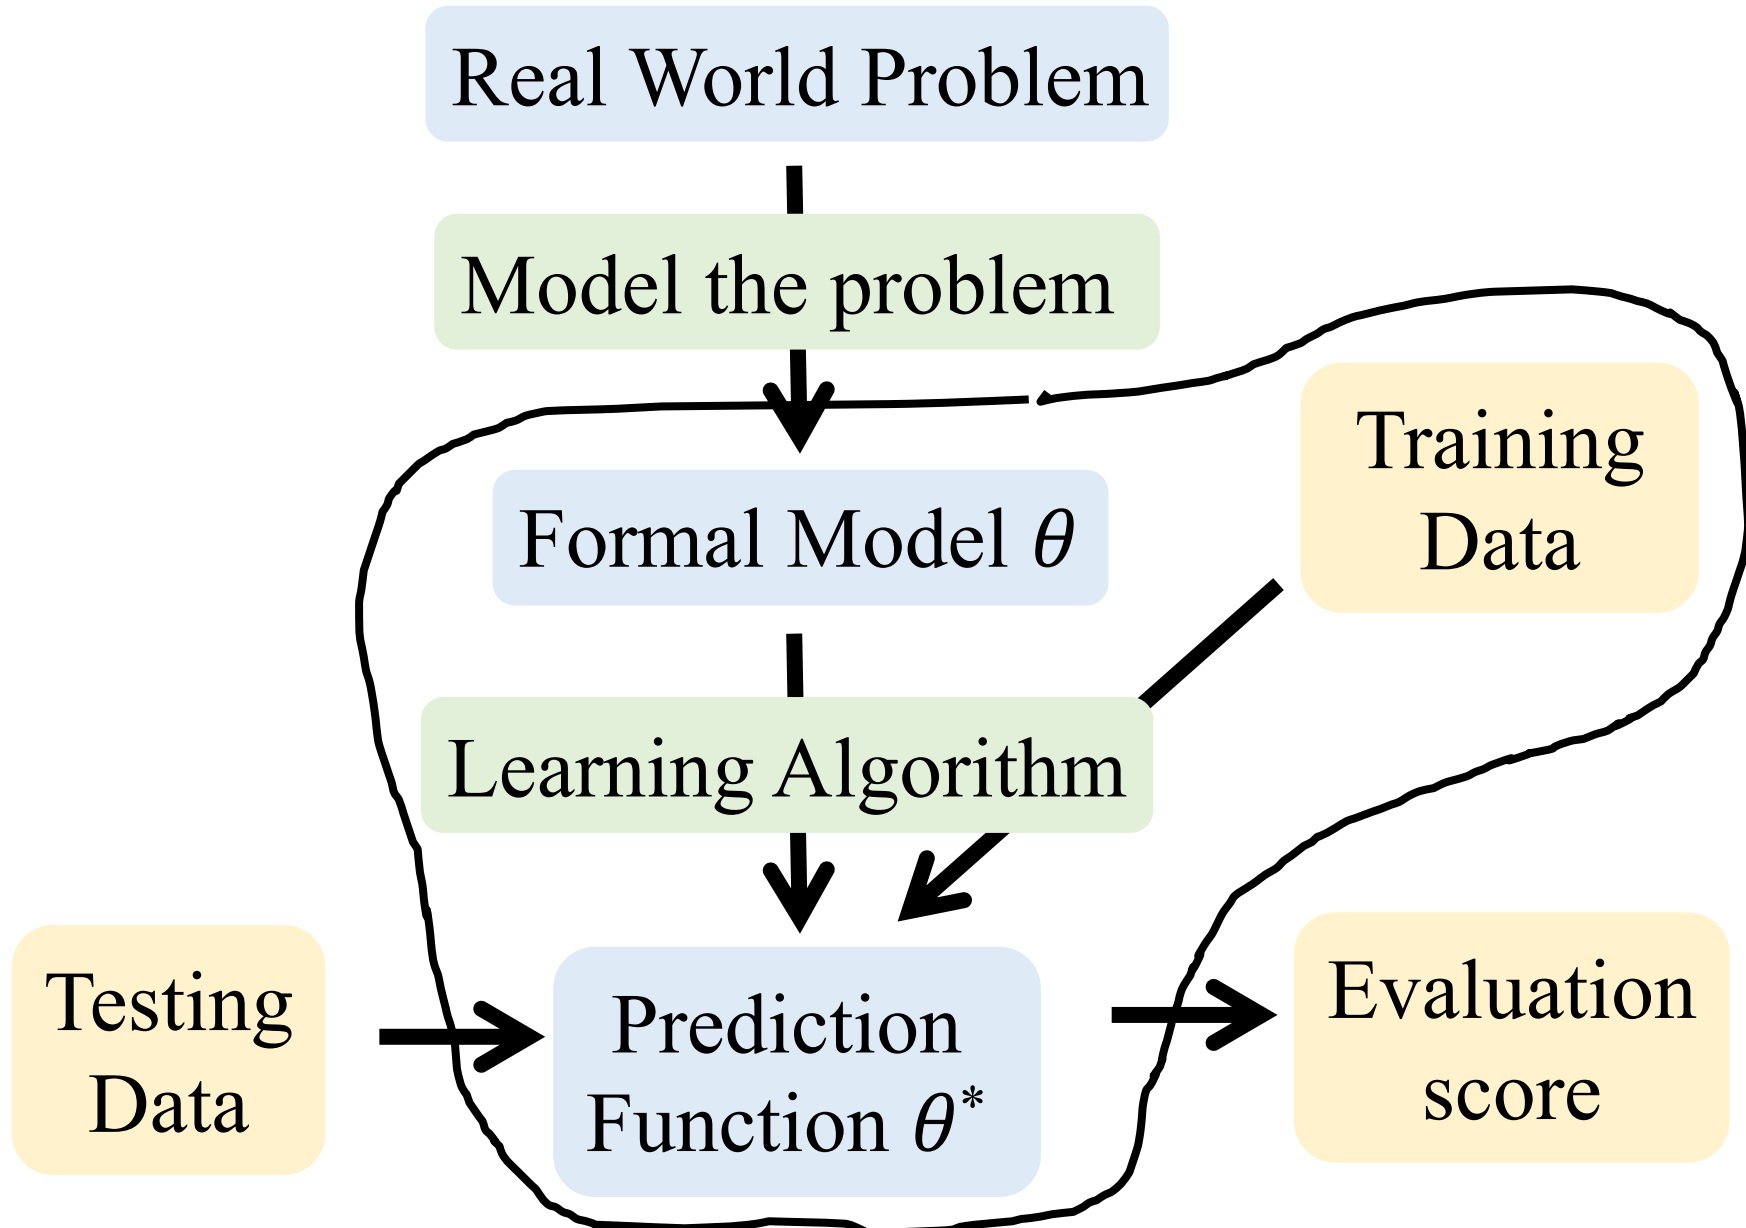 Real World Problem
Model the problem
Formal Model θ
Training
Data
Learning Algorithm
Testing
Data
Prediction
Function θ*
Evaluation
score